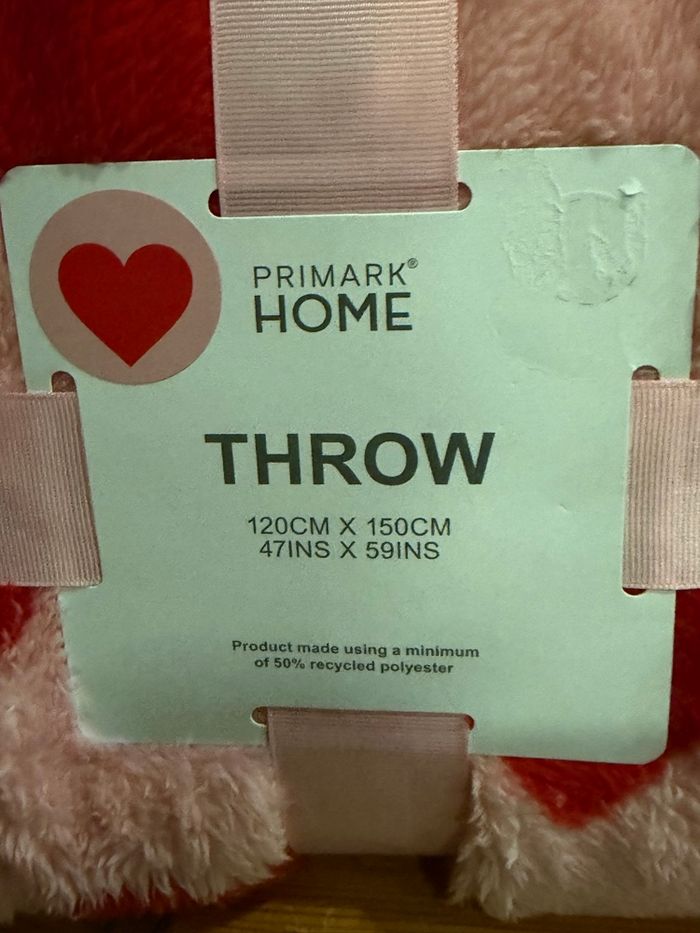 PRIMARK®
HOME
THROW
120CM X 150CM
47INS X 59INS
Product made using a minimum
of 50% recycled polyester